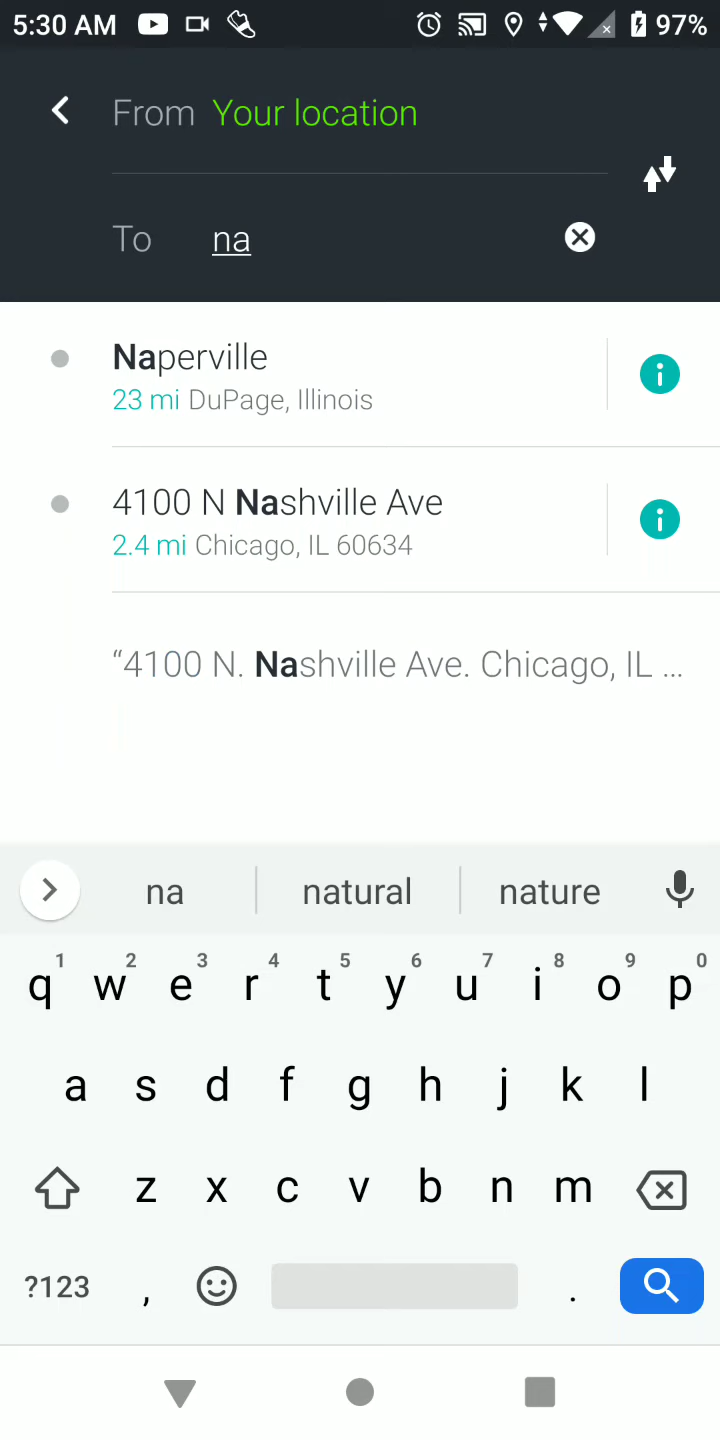 5:30 AM 97%
From Your location
To na
Naperville
23 mi DuPage, Illinois
4100 N Nashville Ave
2.4 mi Chicago, IL 60634
“4100 N. Nashville Ave. Chicago, IL ...
na natural nature
1 2 3 4 5 6 7 8 9 0
q w e r t y u i o p
a s d f g h j k l
z x c v b n m
?123 , .